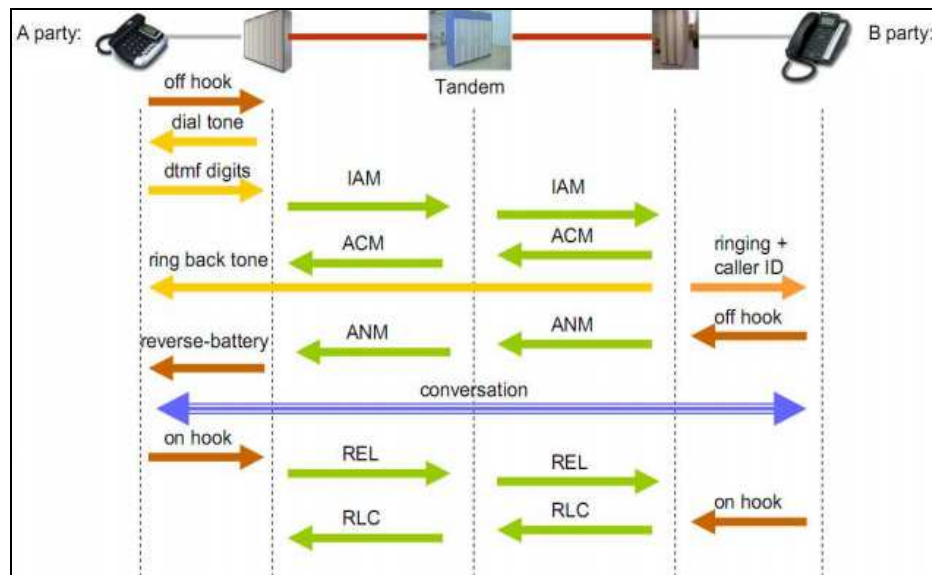 A party:
B party:
Tandem
off hook
dial tone
dtmf digits
IAM
IAM
ACM
ACM
ringing +
caller ID
ring back tone
off hook
ANM
ANM
reverse-battery
conversation
on hook
REL
REL
on hook
RLC
RLC